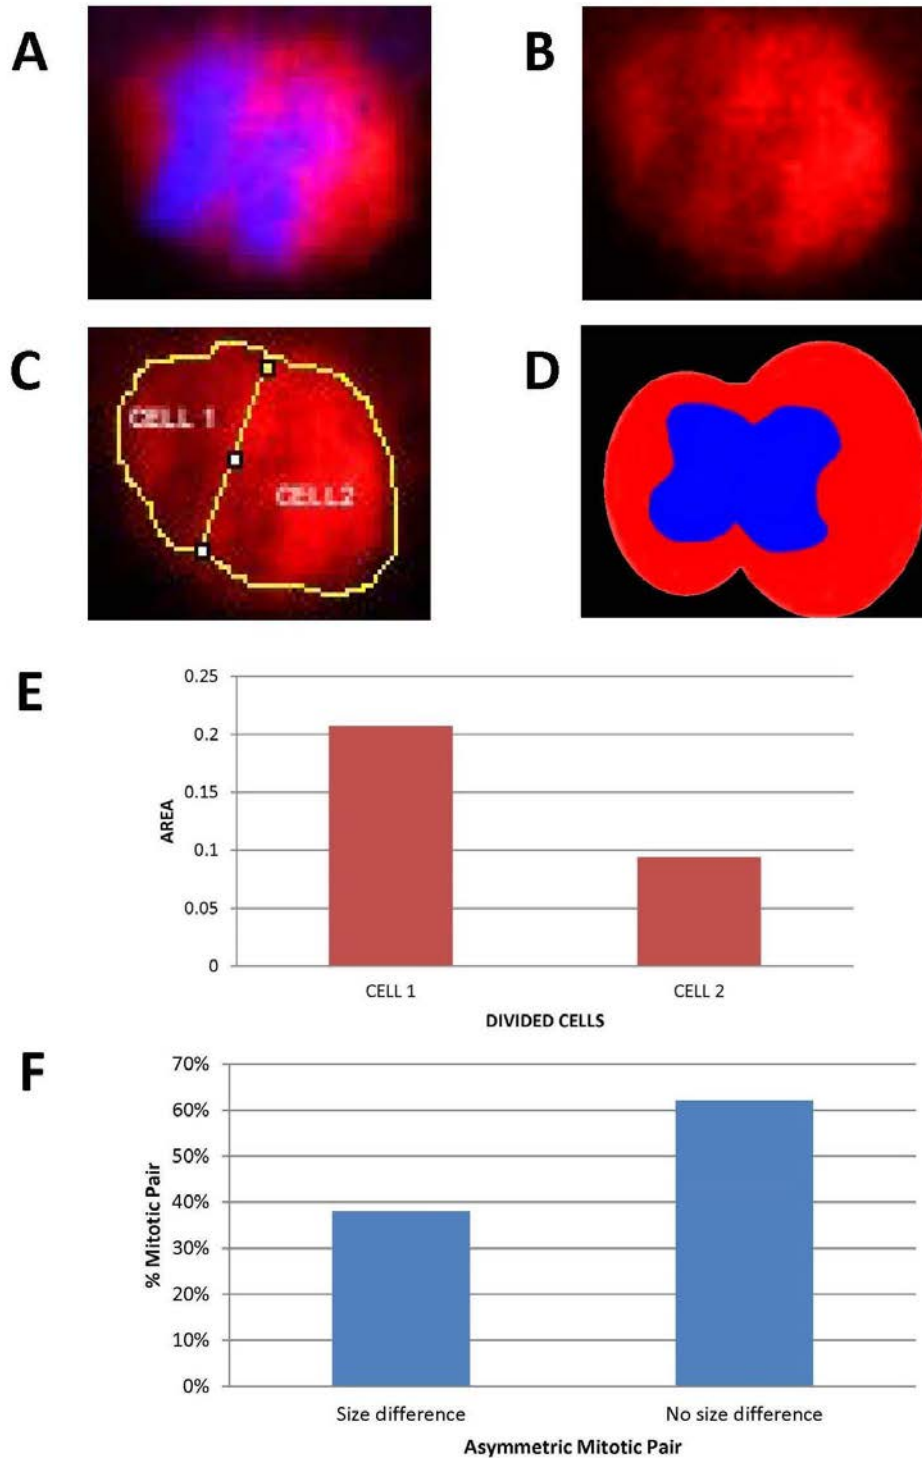 A
B
C
CELL 1
CELL2
D
E
0.25
0.2
0.15
0.1
0.05
0
AREA
CELL 1
CELL 2
DIVIDED CELLS
F
70%
60%
50%
40%
30%
20%
10%
0%
% Mitotic Pair
Size difference
No size difference
Asymmetric Mitotic Pair